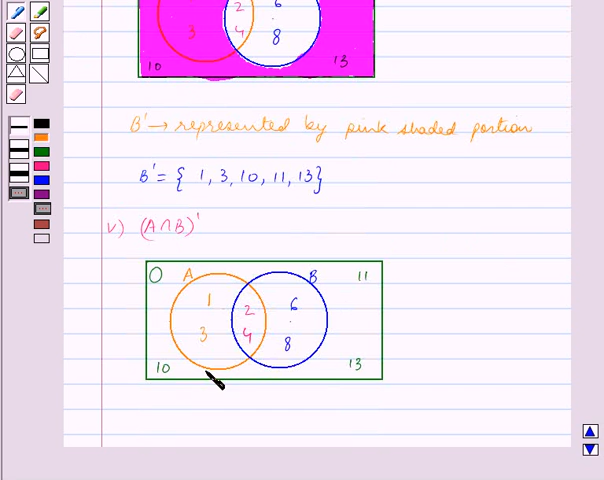 2 6
3 4 8
10 13
B' → represented by pink shaded portion
B' = { 1, 3, 10, 11, 13}
v) (A∩B)'
O A B 11
1 2 6
3 4 8
10 13